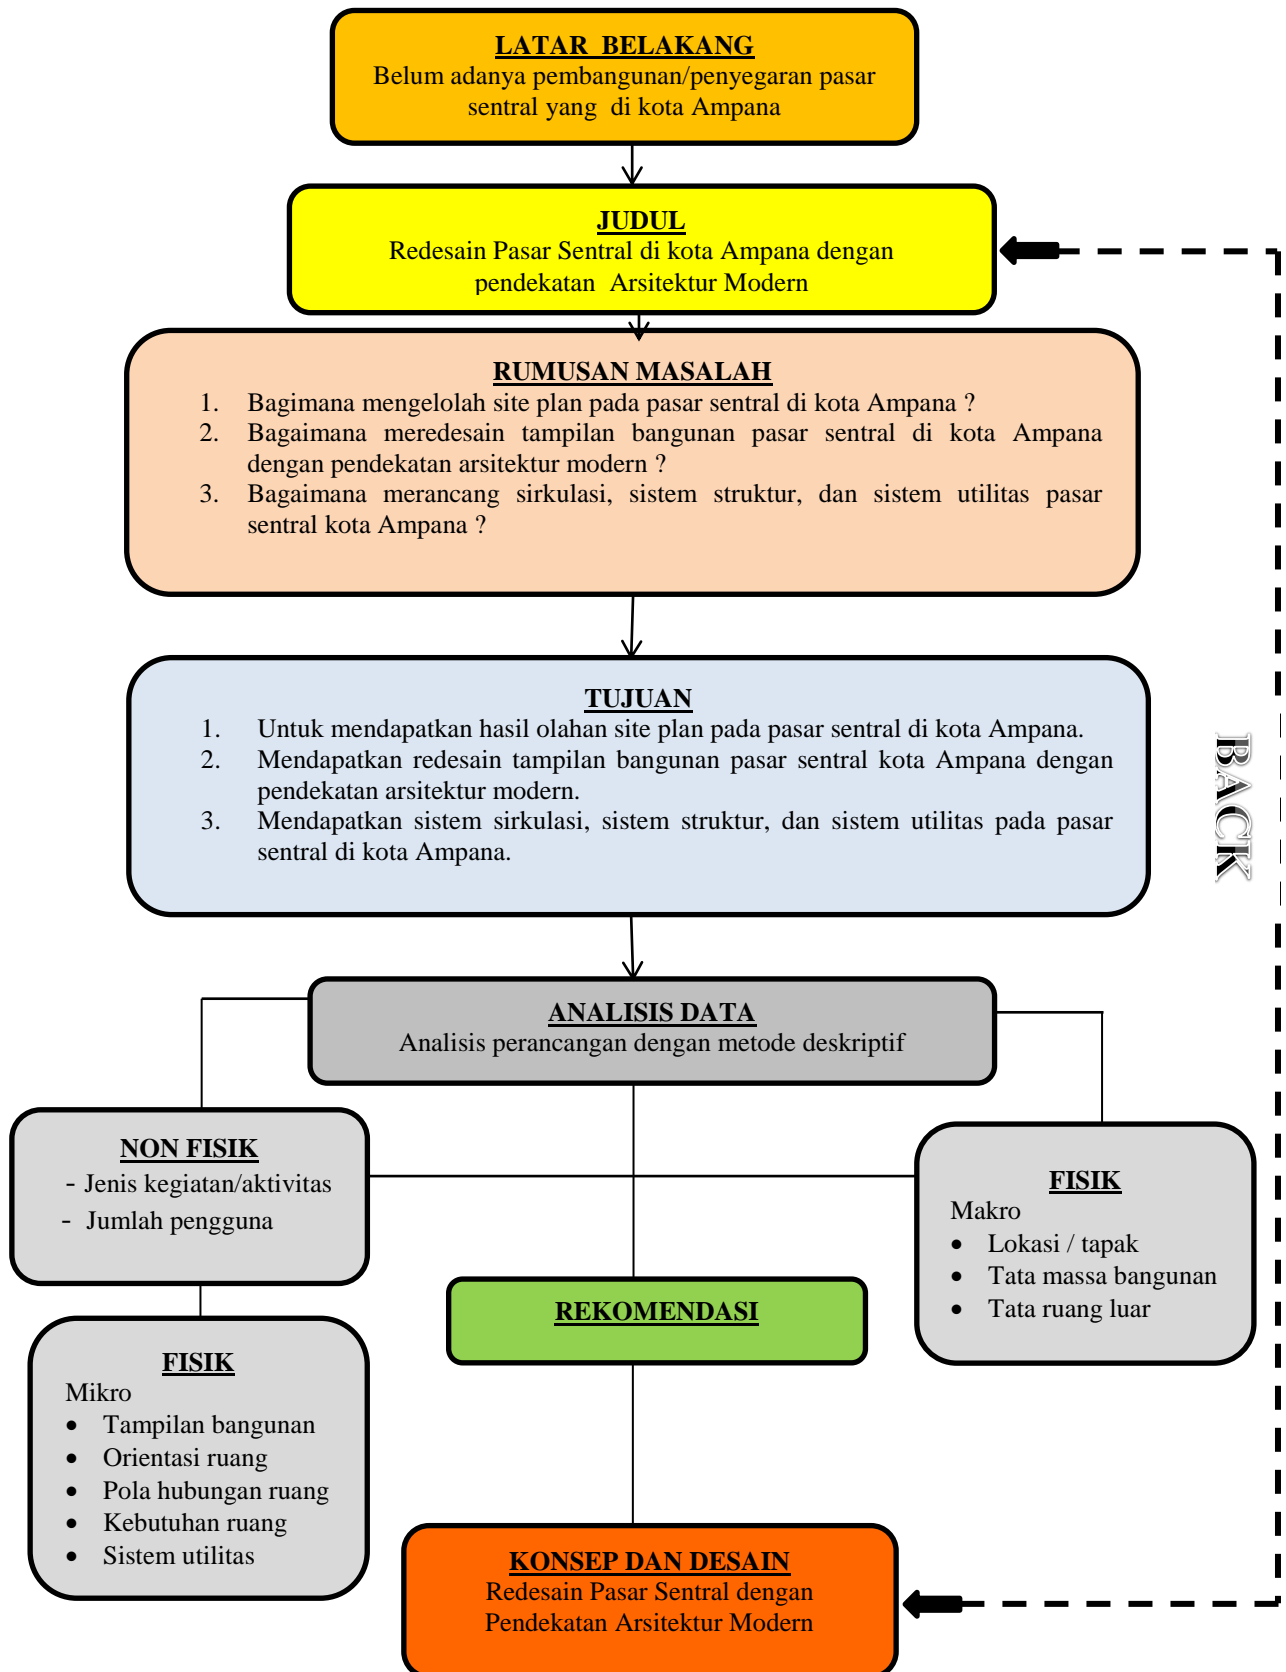 LATAR BELAKANG
Belum adanya pembangunan/penyegaran pasar
sentral yang di kota Ampana
JUDUL
Redesain Pasar Sentral di kota Ampana dengan
pendekatan Arsitektur Modern
RUMUSAN MASALAH
1. Bagimana mengelolah site plan pada pasar sentral di kota Ampana ?
2. Bagaimana meredesain tampilan bangunan pasar sentral di kota Ampana
dengan pendekatan arsitektur modern ?
3. Bagaimana merancang sirkulasi, sistem struktur, dan sistem utilitas pasar
sentral kota Ampana ?
TUJUAN
1. Untuk mendapatkan hasil olahan site plan pada pasar sentral di kota Ampana.
2. Mendapatkan redesain tampilan bangunan pasar sentral kota Ampana dengan
pendekatan arsitektur modern.
3. Mendapatkan sistem sirkulasi, sistem struktur, dan sistem utilitas pada pasar
sentral di kota Ampana.
BACK
ANALISIS DATA
Analisis perancangan dengan metode deskriptif
NON FISIK
- Jenis kegiatan/aktivitas
- Jumlah pengguna
FISIK
Makro
• Lokasi / tapak
• Tata massa bangunan
• Tata ruang luar
REKOMENDASI
FISIK
Mikro
• Tampilan bangunan
• Orientasi ruang
• Pola hubungan ruang
• Kebutuhan ruang
• Sistem utilitas
KONSEP DAN DESAIN
Redesain Pasar Sentral dengan
Pendekatan Arsitektur Modern